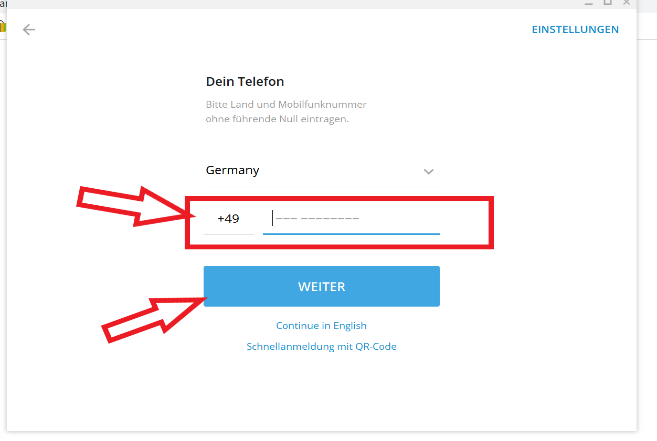 EINSTELLUNGEN
Dein Telefon
Bitte Land und Mobilfunknummer
ohne führende Null eintragen.
Germany
+49 ––– ––––––––
WEITER
Continue in English
Schnellanmeldung mit QR-Code